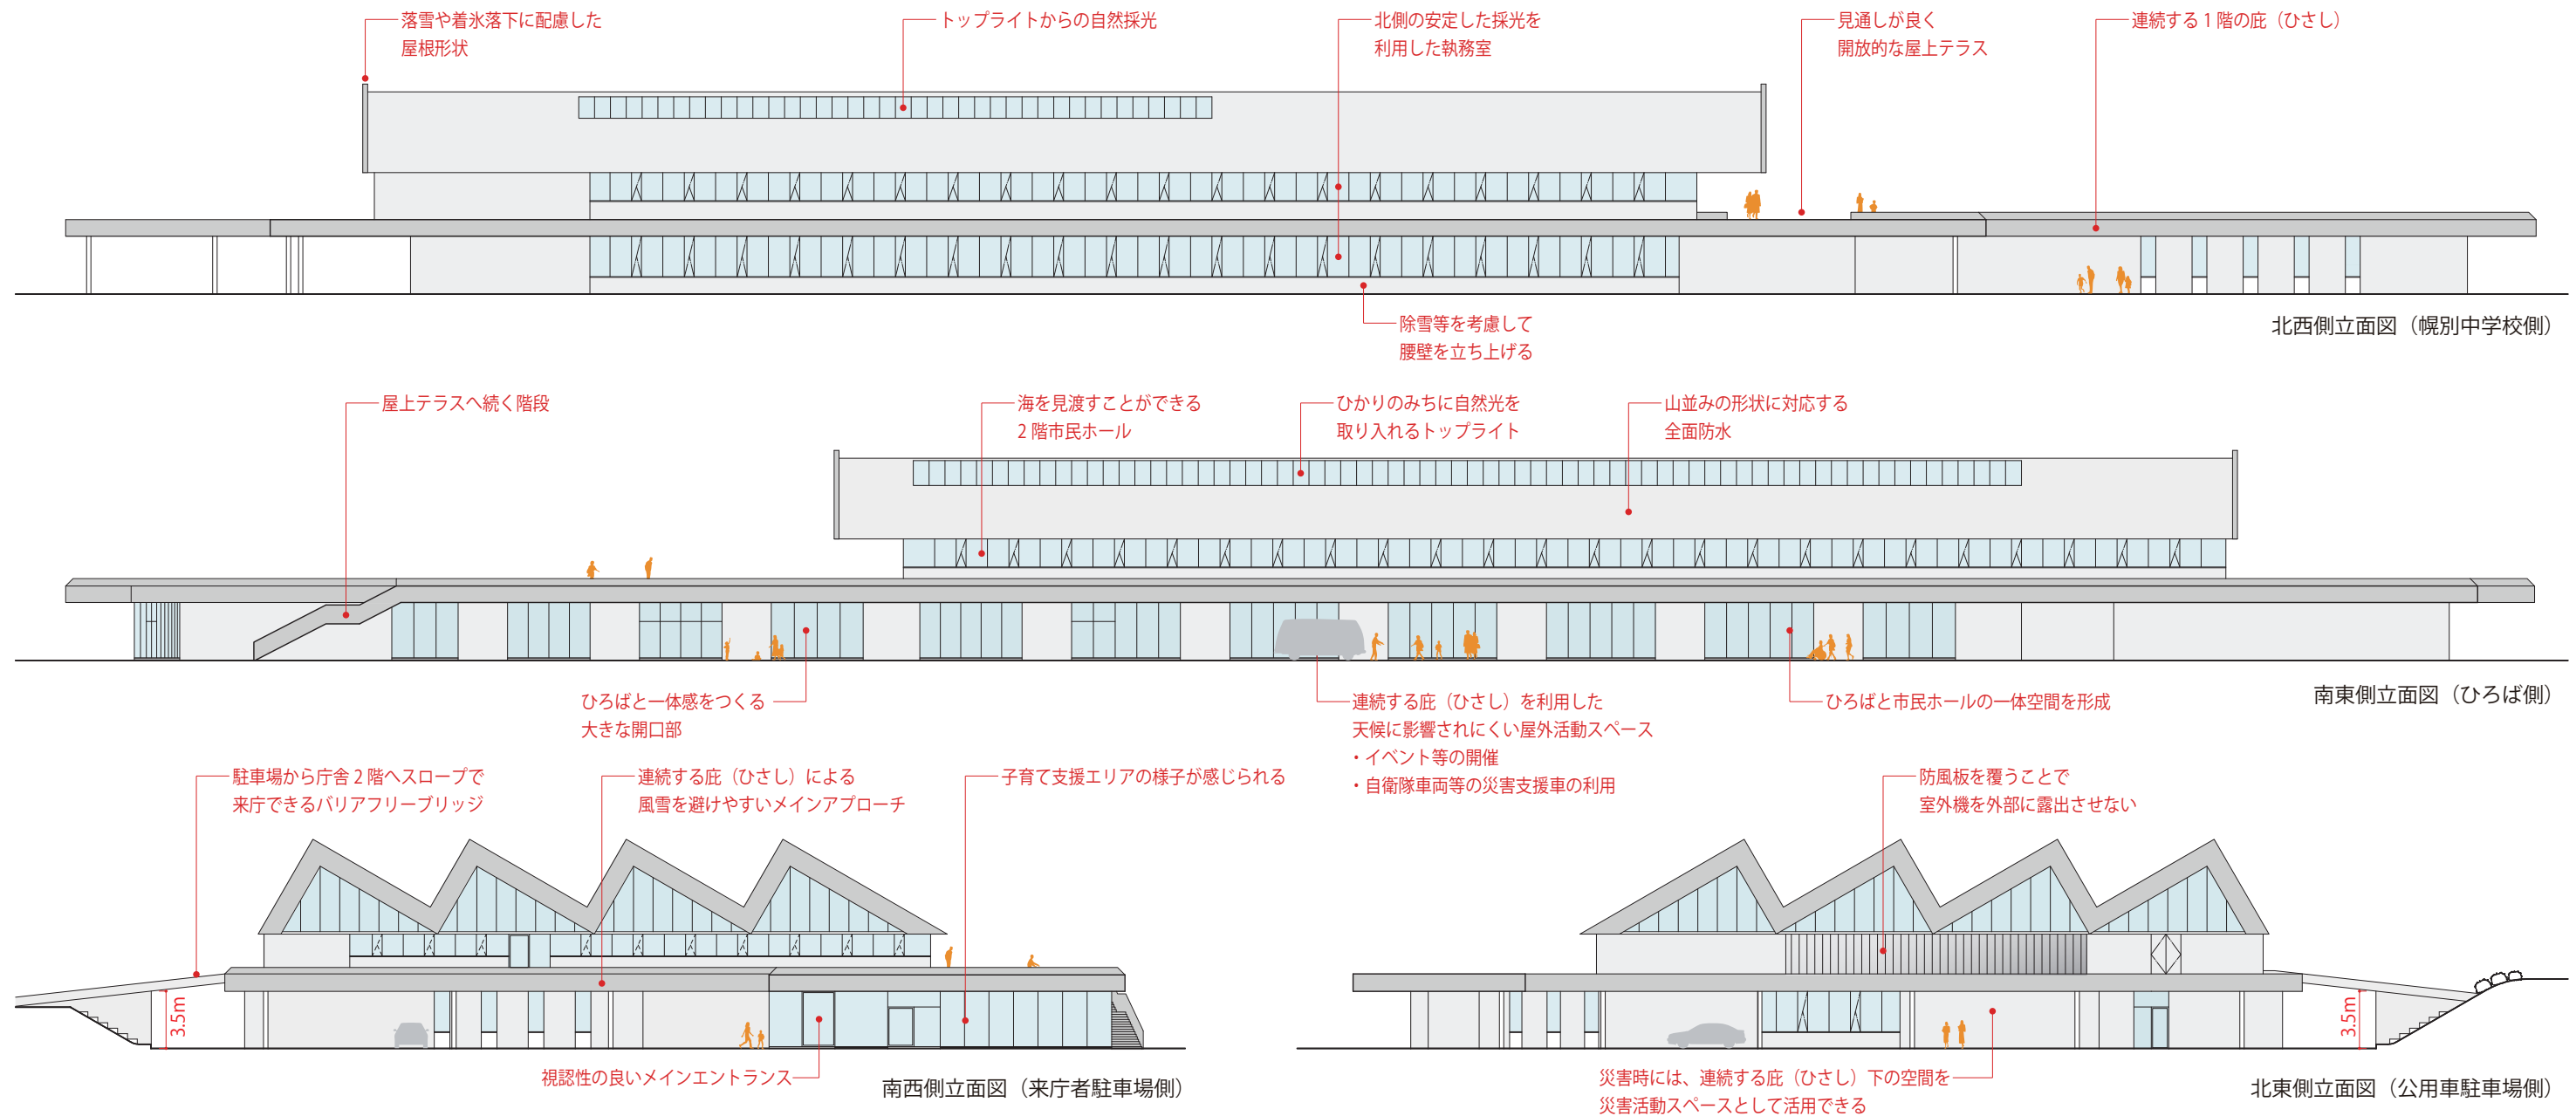 落雪や着氷落下に配慮した
屋根形状
トップライトからの自然採光
北側の安定した採光を
利用した執務室
見通しが良く
開放的な屋上テラス
連続する1階の庇（ひさし）
除雪等を考慮して
腰壁を立ち上げる
北西側立面図（幌別中学校側）
屋上テラスへ続く階段
海を見渡すことができる
2階市民ホール
ひかりのみちに自然光を
取り入れるトップライト
山並みの形状に対応する
全面防水
ひろばと一体感をつくる
大きな開口部
連続する庇（ひさし）を利用した
天候に影響されにくい屋外活動スペース
・イベント等の開催
・自衛隊車両等の災害支援車の利用
ひろばと市民ホールの一体空間を形成
南東側立面図（ひろば側）
駐車場から庁舎2階へスロープで
来庁できるバリアフリーブリッジ
連続する庇（ひさし）による
風雪を避けやすいメインアプローチ
子育て支援エリアの様子が感じられる
3.5m
視認性の良いメインエントランス
南西側立面図（来庁者駐車場側）
防風板を覆うことで
室外機を外部に露出させない
3.5m
災害時には、連続する庇（ひさし）下の空間を
災害活動スペースとして活用できる
北東側立面図（公用車駐車場側）